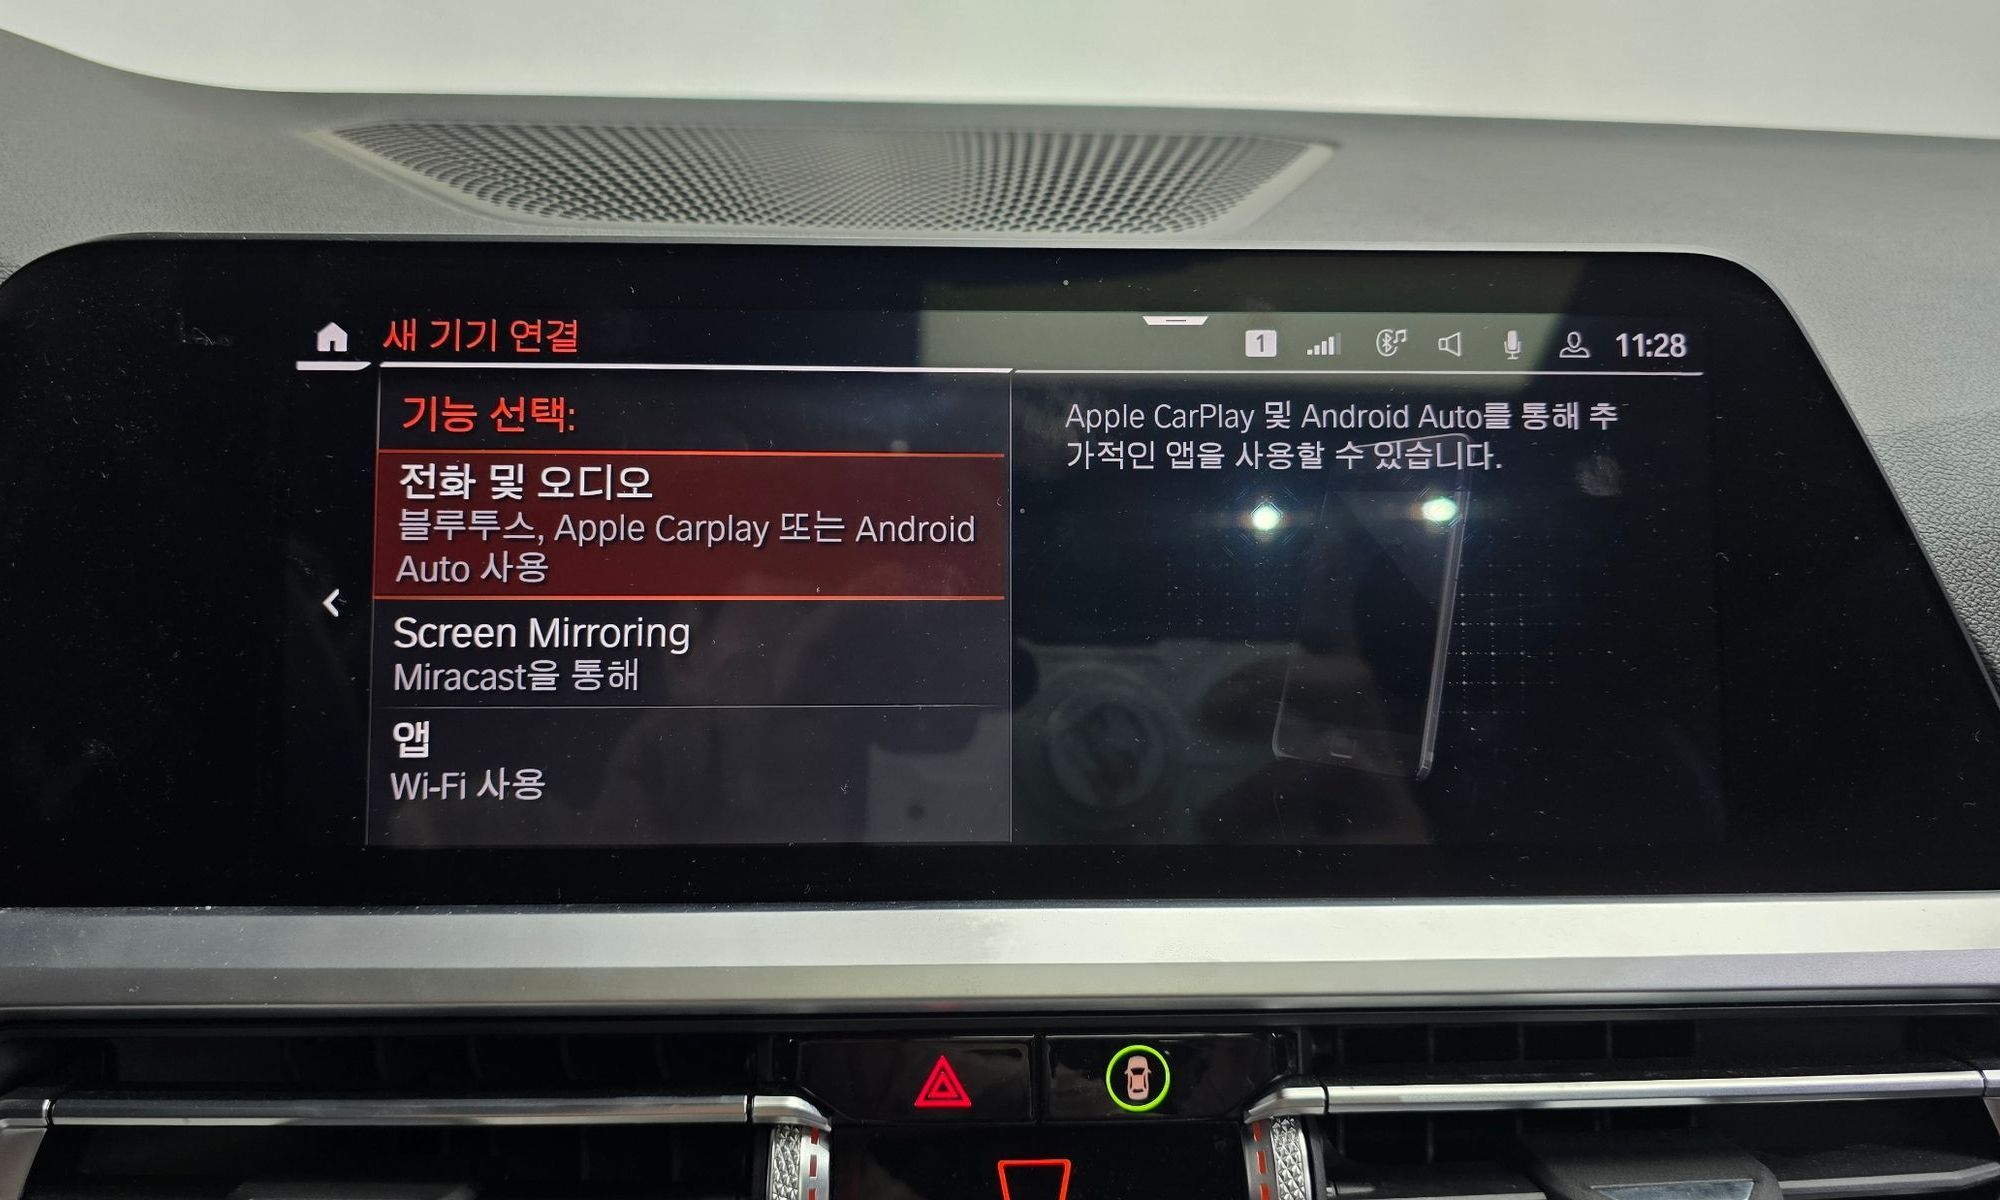 새 기기 연결
1
11:28
기능 선택:
전화 및 오디오
블루투스, Apple Carplay 또는 Android
Auto 사용
Screen Mirroring
Miracast을 통해
앱
Wi-Fi 사용
Apple CarPlay 및 Android Auto를 통해 추
가적인 앱을 사용할 수 있습니다.